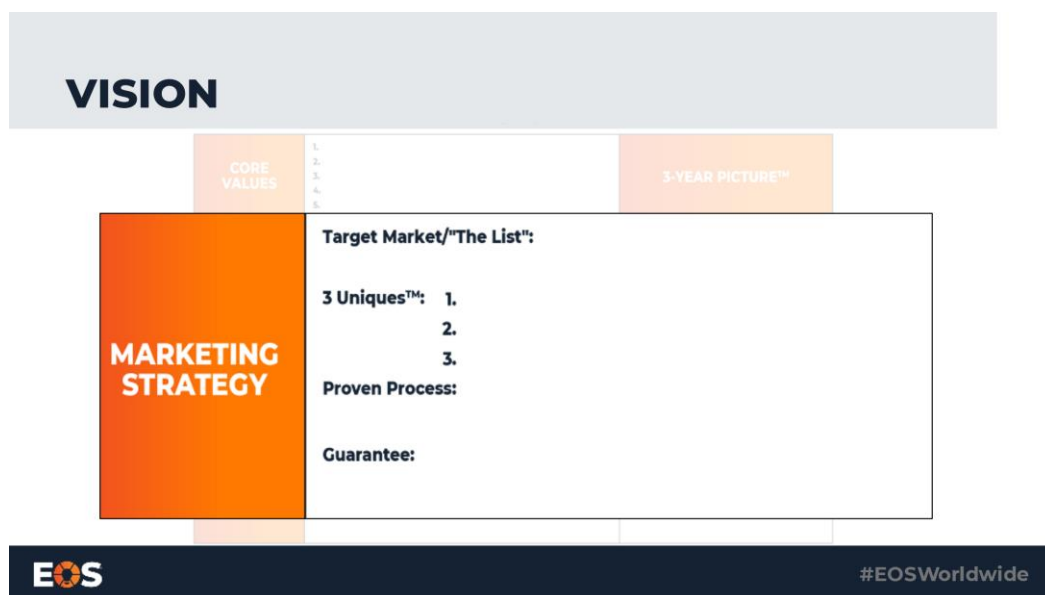 VISION
CORE
VALUES
1.
2.
3.
4.
5.
3-YEAR PICTURE™
MARKETING
STRATEGY
Target Market/"The List":
3 Uniques™: 1.
2.
3.
Proven Process:
Guarantee:
EOS
#EOSWorldwide